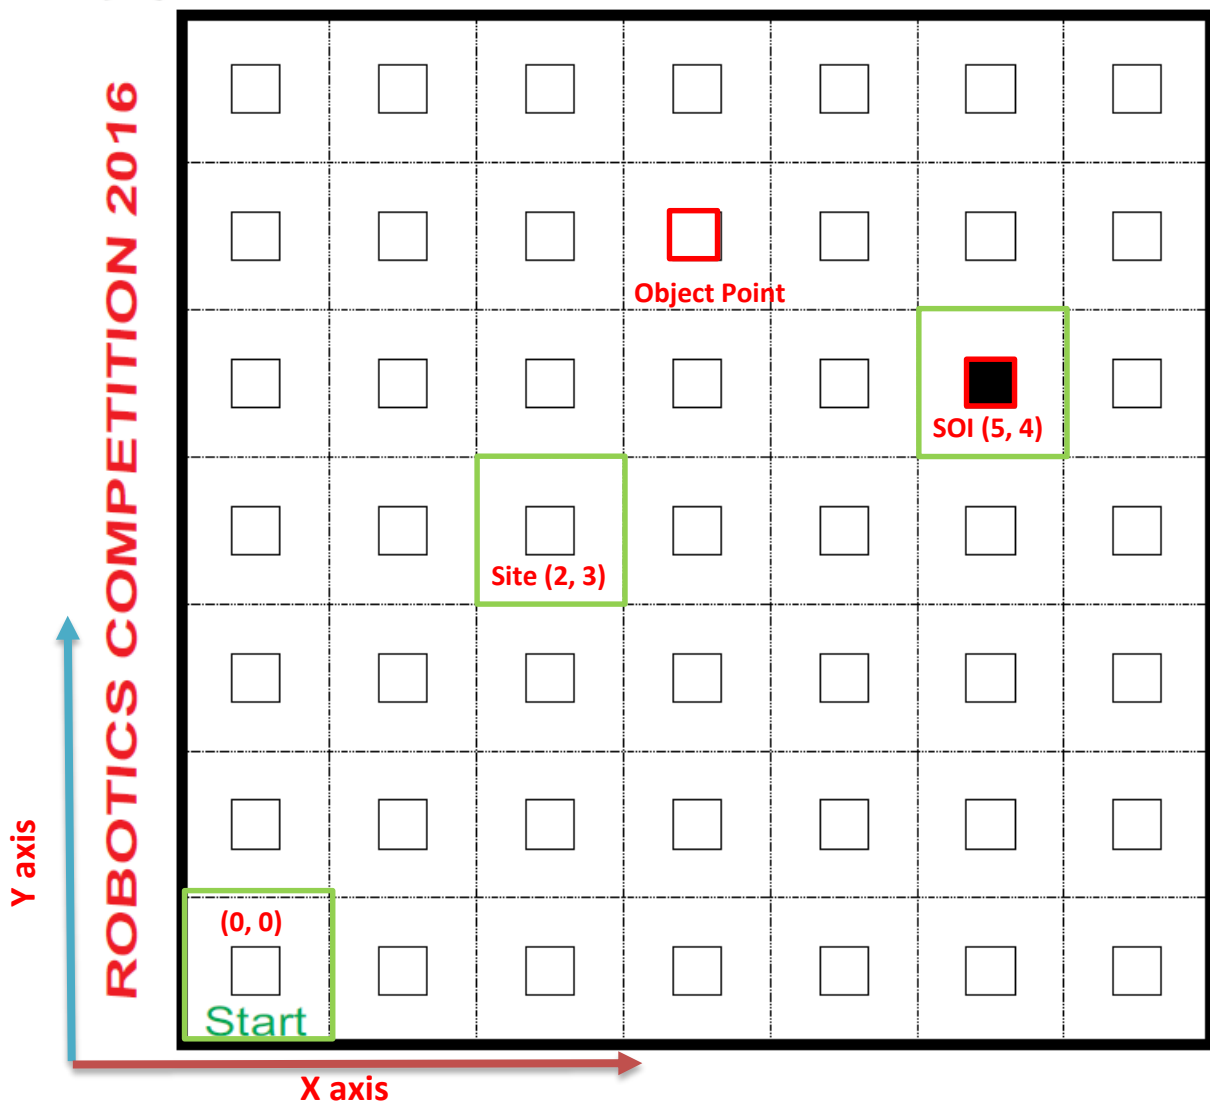 ROBOTICS COMPETITION 2016
Object Point
SOI (5, 4)
Site (2, 3)
(0, 0)
Start
Y axis
X axis